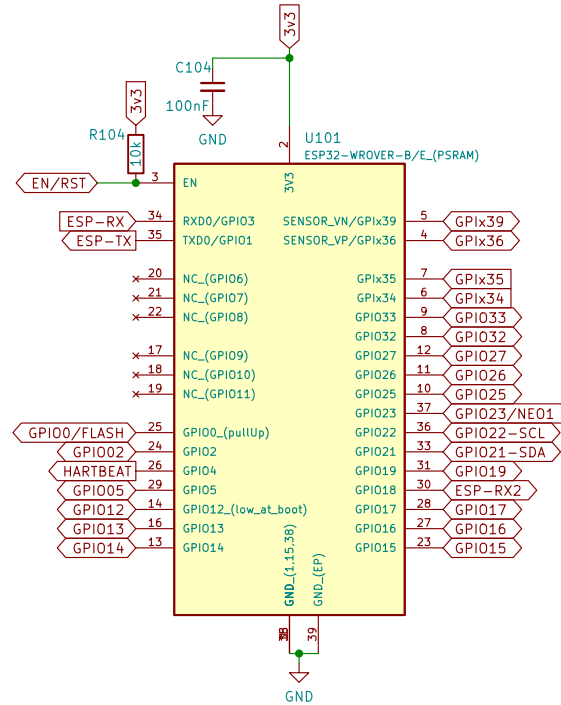 3v3
C104
100nF
GND
3v3
R104
10k
2
U101
ESP32-WROVER-B/E_(PSRAM)
EN/RST
3
EN
3V3
ESP-RX
34
RXD0/GPIO3
SENSOR_VN/GPIx39
5
GPIx39
ESP-TX
35
TXD0/GPIO1
SENSOR_VP/GPIx36
4
GPIx36
20
NC_(GPIO6)
GPIx35
7
GPIx35
21
NC_(GPIO7)
GPIx34
6
GPIx34
22
NC_(GPIO8)
GPIO33
9
GPIO33
GPIO32
8
GPIO32
17
NC_(GPIO9)
GPIO27
12
GPIO27
18
NC_(GPIO10)
GPIO26
11
GPIO26
19
NC_(GPIO11)
GPIO25
10
GPIO25
GPIO23
37
GPIO23/NEO1
GPIO0/FLASH
25
GPIO0_(pullUp)
GPIO22
36
GPIO22-SCL
GPIO02
24
GPIO2
GPIO21
33
GPIO21-SDA
HARTBEAT
26
GPIO4
GPIO19
31
GPIO19
GPIO05
29
GPIO5
GPIO18
30
ESP-RX2
GPIO12
14
GPIO12_(low_at_boot)
GPIO17
28
GPIO17
GPIO13
16
GPIO13
GPIO16
27
GPIO16
GPIO14
13
GPIO14
GPIO15
23
GPIO15
GND_(1,15,38)
GND_(EP)
39
GND